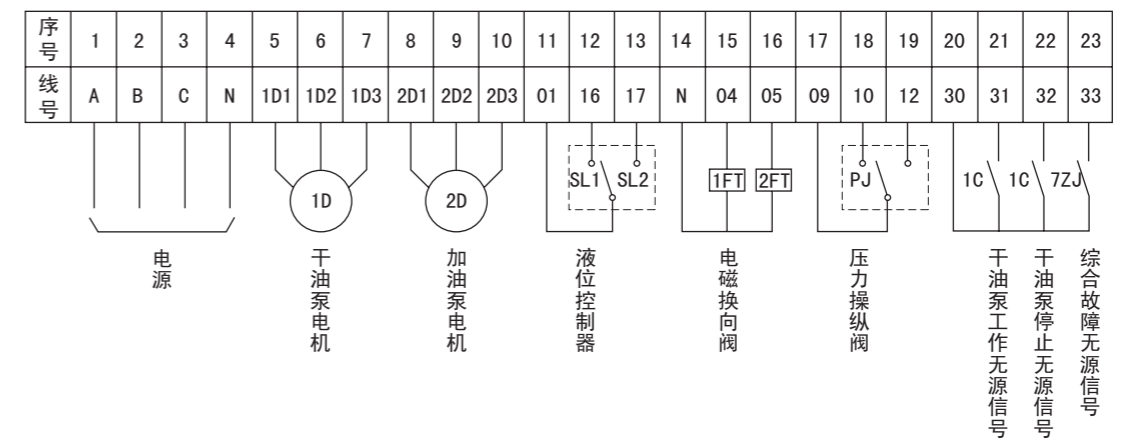 序号 1 2 3 4 5 6 7 8 9 10 11 12 13 14 15 16 17 18 19 20 21 22 23
线号 A B C N 1D1 1D2 1D3 2D1 2D2 2D3 01 16 17 N 04 05 09 10 12 30 31 32 33
SL1 SL2 1FT 2FT PJ 1C 1C 7ZJ
1D 2D
电源
干油泵电机
加油泵电机
液位控制器
电磁换向阀
压力操纵阀
干油泵工作无源信号
干油泵停止无源信号
综合故障无源信号